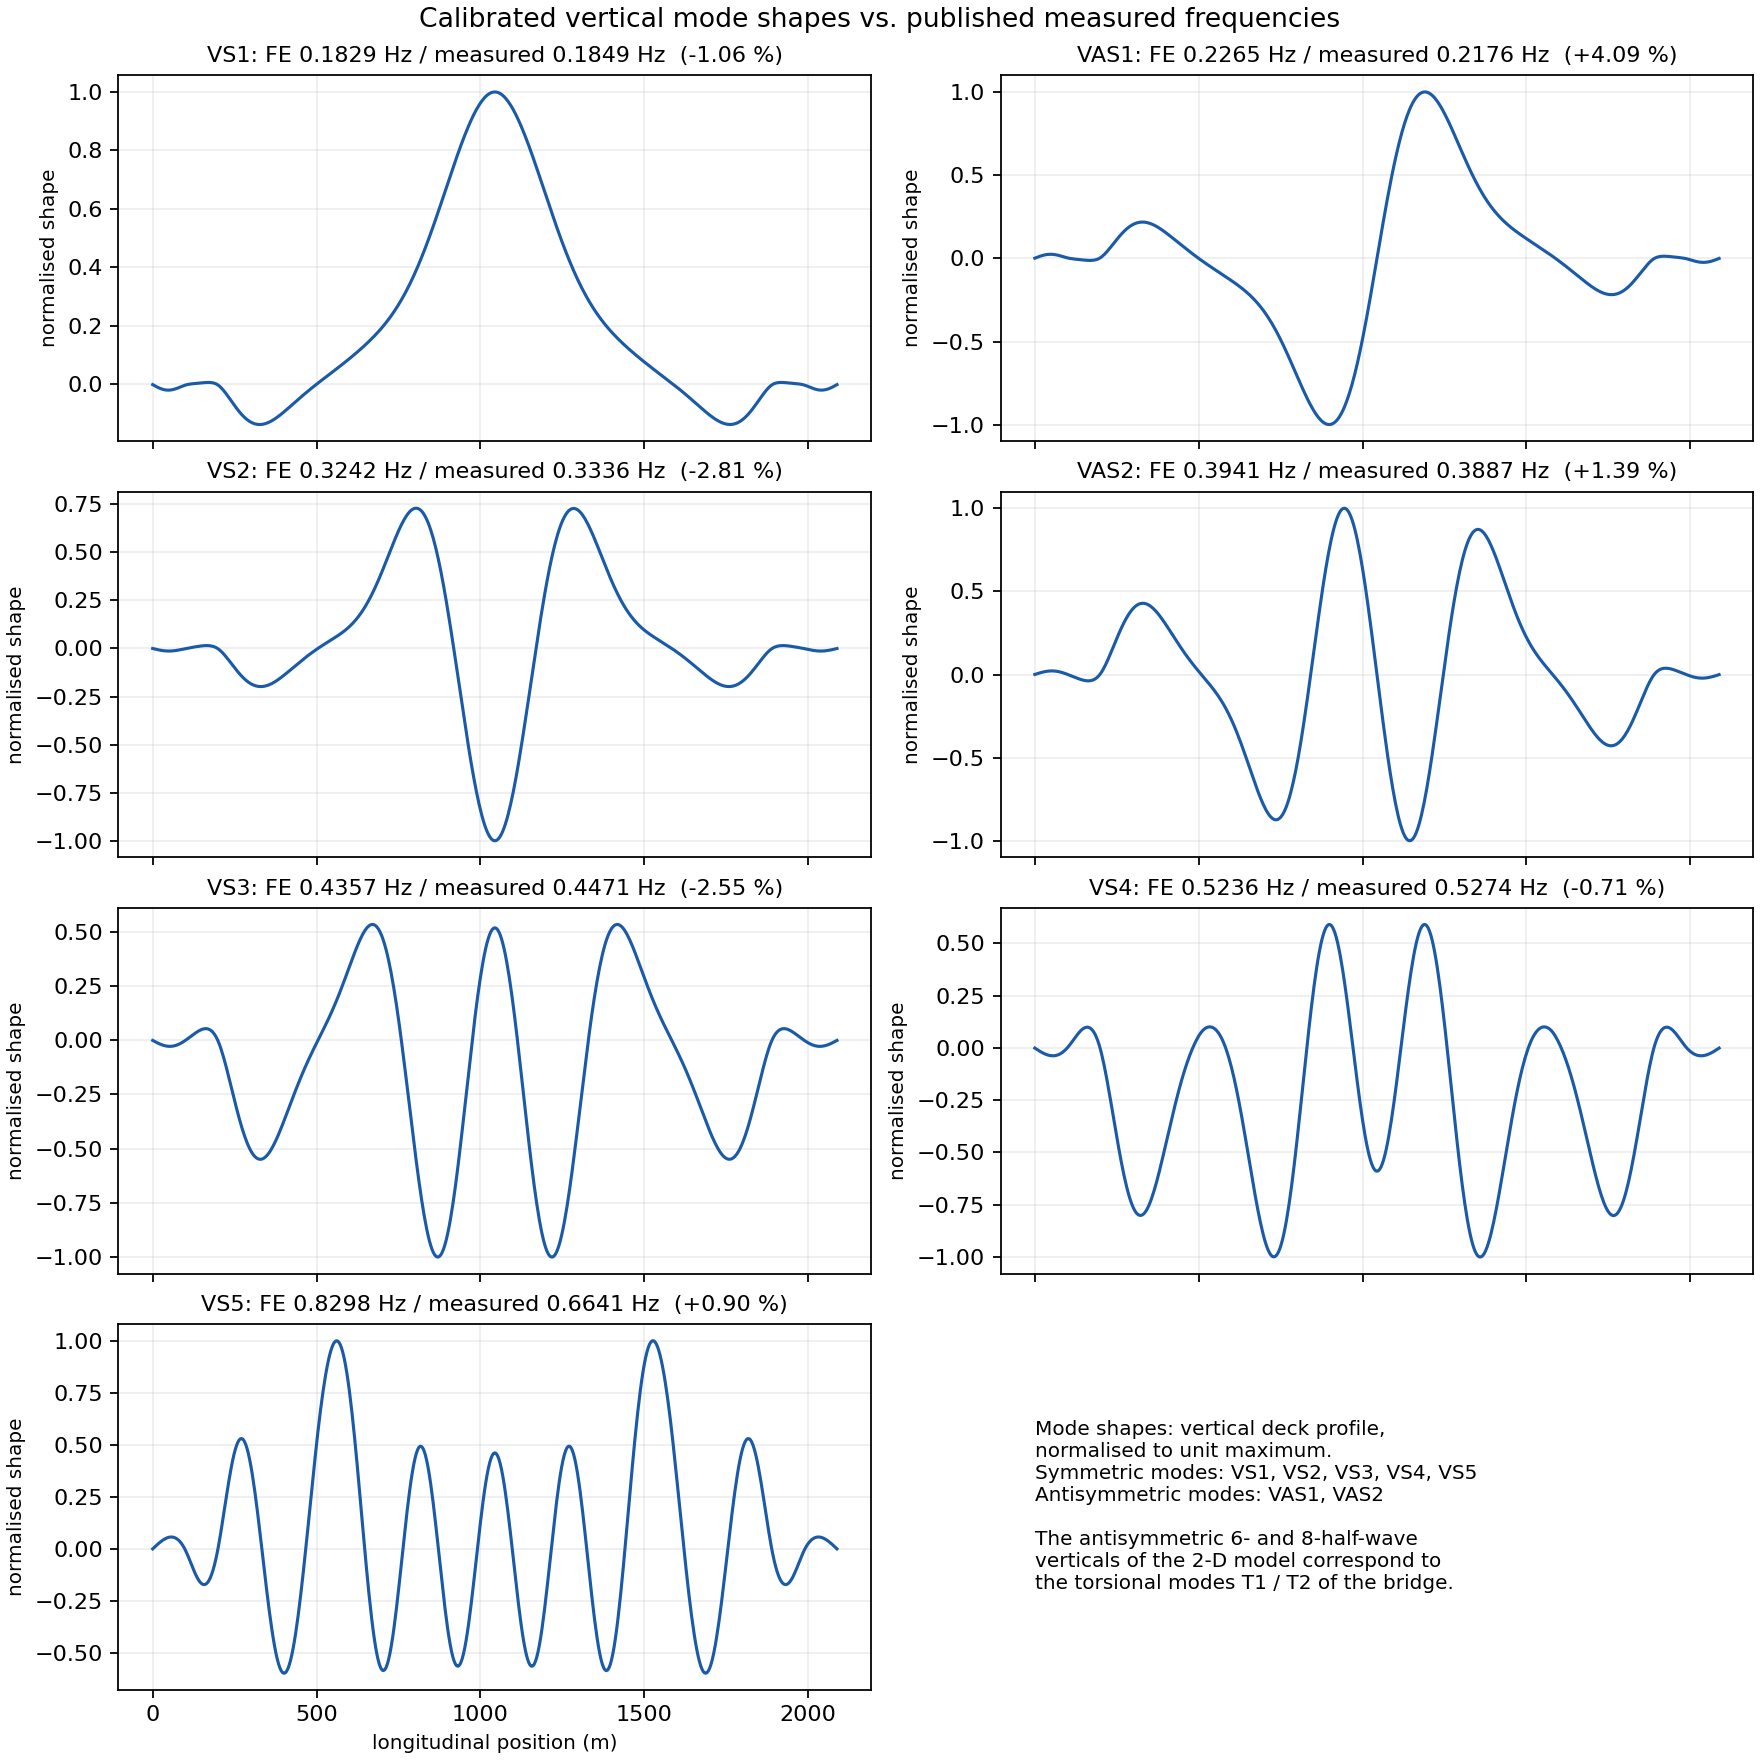 Calibrated vertical mode shapes vs. published measured frequencies
VS1: FE 0.1829 Hz / measured 0.1849 Hz  (-1.06 %)
normalised shape
1.0
0.8
0.6
0.4
0.2
0.0
VAS1: FE 0.2265 Hz / measured 0.2176 Hz  (+4.09 %)
normalised shape
1.0
0.5
0.0
−0.5
−1.0
VS2: FE 0.3242 Hz / measured 0.3336 Hz  (-2.81 %)
normalised shape
0.75
0.50
0.25
0.00
−0.25
−0.50
−0.75
−1.00
VAS2: FE 0.3941 Hz / measured 0.3887 Hz  (+1.39 %)
normalised shape
1.0
0.5
0.0
−0.5
−1.0
VS3: FE 0.4357 Hz / measured 0.4471 Hz  (-2.55 %)
normalised shape
0.50
0.25
0.00
−0.25
−0.50
−0.75
−1.00
VS4: FE 0.5236 Hz / measured 0.5274 Hz  (-0.71 %)
normalised shape
0.50
0.25
0.00
−0.25
−0.50
−0.75
−1.00
VS5: FE 0.8298 Hz / measured 0.6641 Hz  (+0.90 %)
normalised shape
1.00
0.75
0.50
0.25
0.00
−0.25
−0.50
0
500
1000
1500
2000
longitudinal position (m)
Mode shapes: vertical deck profile,
normalised to unit maximum.
Symmetric modes: VS1, VS2, VS3, VS4, VS5
Antisymmetric modes: VAS1, VAS2
The antisymmetric 6- and 8-half-wave
verticals of the 2-D model correspond to
the torsional modes T1 / T2 of the bridge.